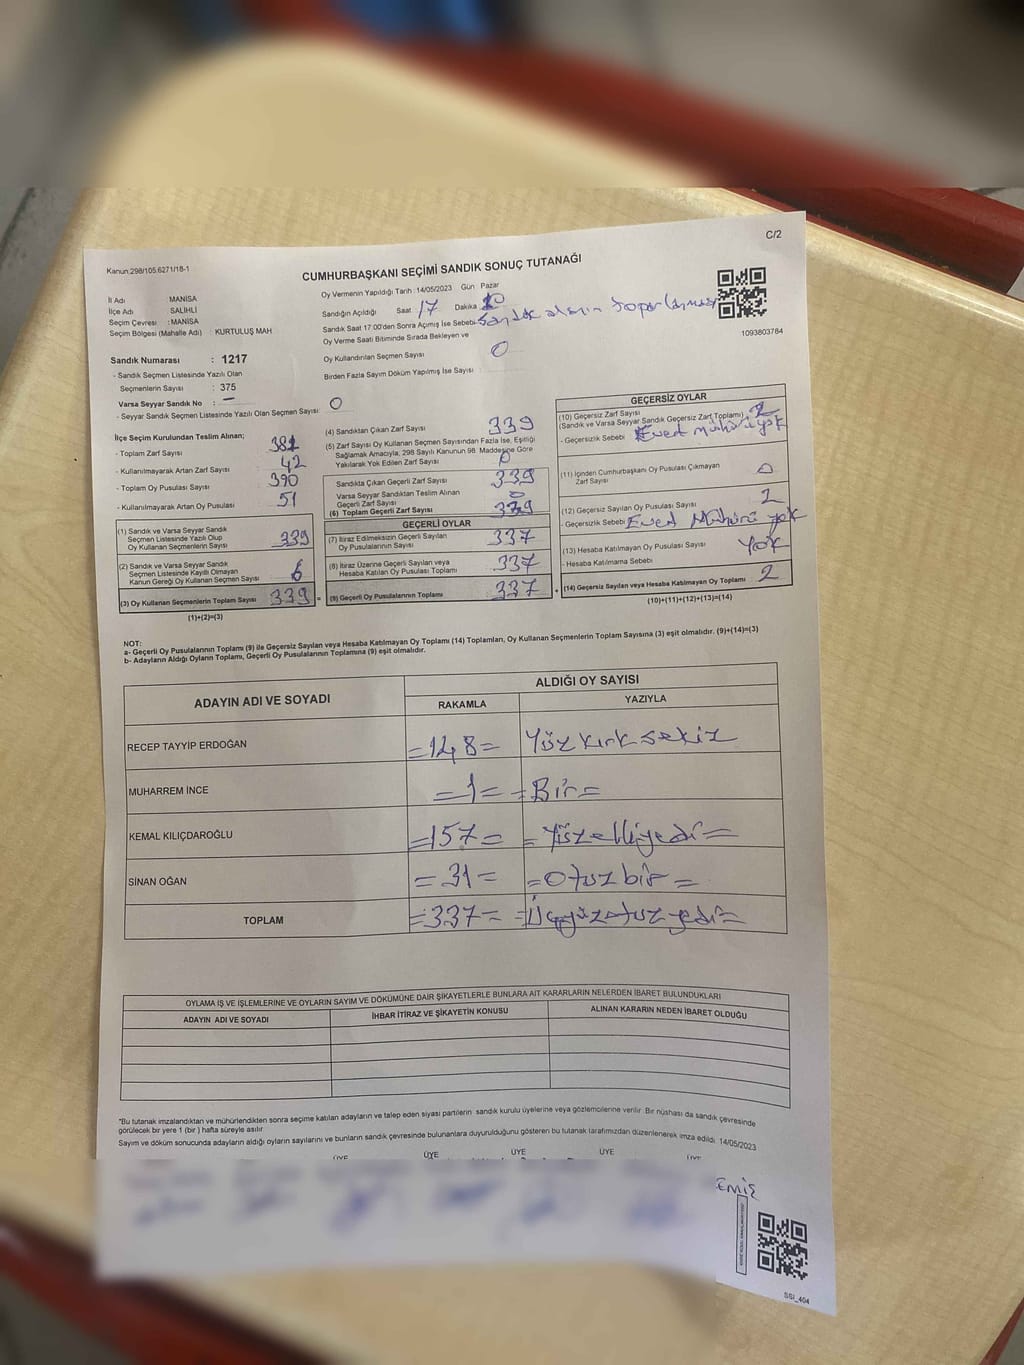 C/2
Kanun.298/105.6271/18-1
CUMHURBAŞKANI SEÇİMİ SANDIK SONUÇ TUTANAĞI
İl Adı MANİSA
İlçe Adı SALİHLİ
Seçim Çevresi : MANİSA
Seçim Bölgesi (Mahalle Adı) : KURTULUŞ MAH
Oy Vermenin Yapıldığı Tarih :14/05/2023 Gün Pazar
Sandığın Açıldığı Saat 17 Dakika
Sandık Saat 17:00'den Sonra Açımış İse Sebebi: Sandık alanın toparlanması
Oy Verme Saati Bitiminde Sırada Bekleyen ve
Oy Kullandırılan Seçmen Sayısı 0
Birden Fazla Sayım Döküm Yapılmış İse Sayısı :
1093803784
Sandık Numarası : 1217
- Sandık Seçmen Listesinde Yazılı Olan
Seçmenlerin Sayısı : 375
Varsa Seyyar Sandık No : -
- Seyyar Sandık Seçmen Listesinde Yazılı Olan Seçmen Sayısı: 0
İlçe Seçim Kurulundan Teslim Alınan;
- Toplam Zarf Sayısı 381
- Kullanılmayarak Artan Zarf Sayısı 42
- Toplam Oy Pusulası Sayısı 390
- Kullanılmayarak Artan Oy Pusulası 51
(1) Sandık ve Varsa Seyyar Sandık
Seçmen Listesinde Yazılı Olup
Oy Kullanan Seçmenlerin Sayısı 339
(2) Sandık ve Varsa Seyyar Sandık
Seçmen Listesinde Kayıtlı Olmayan
Kanun Gereği Oy Kullanan Seçmen Sayısı
(3) Oy Kullanan Seçmenlerin Toplam Sayısı 339 =
(1)+(2)=(3)
(4) Sandıktan Çıkan Zarf Sayısı 339
(5) Zarf Sayısı Oy Kullanan Seçmen Sayısından Fazla İse, Eşitliği
Sağlamak Amacıyla, 298 Sayılı Kanunun 98. Maddesine Göre
Yakılarak Yok Edilen Zarf Sayısı 0
Sandıkta Çıkan Geçerli Zarf Sayısı 339
Varsa Seyyar Sandıktan Teslim Alınan
Geçerli Zarf Sayısı 0
(6) Toplam Geçerli Zarf Sayısı 339
GEÇERLİ OYLAR
(7) İtiraz Edilmeksizin Geçerli Sayılan
Oy Pusulalarının Sayısı 337
(8) İtiraz Üzerine Geçerli Sayılan veya
Hesaba Katılan Oy Pusulası Toplamı 337
(9) Geçerli Oy Pusulalarının Toplamı 337 +
GEÇERSİZ OYLAR
(10) Geçersiz Zarf Sayısı
(Sandık ve Varsa Seyyar Sandık Geçersiz Zarf Toplamı) 2
- Geçersizlik Sebebi Evet mühürü yok
(11) İçinden Cumhurbaşkanı Oy Pusulası Çıkmayan
Zarf Sayısı 0
(12) Geçersiz Sayılan Oy Pusulası Sayısı 2
- Geçersizlik Sebebi Evet Mühürü yok
(13) Hesaba Katılmayan Oy Pusulası Sayısı Yok
- Hesaba Katılmama Sebebi
(14) Geçersiz Sayılan veya Hesaba Katılmayan Oy Toplamı 2
(10)+(11)+(12)+(13)=(14)
NOT:
a- Geçerli Oy Pusulalarının Toplamı (9) ile Geçersiz Sayılan veya Hesaba Katılmayan Oy Toplamı (14) Toplamları, Oy Kullanan Seçmenlerin Toplam Sayısına (3) eşit olmalıdır. (9)+(14)=(3)
b- Adayların Aldığı Oyların Toplamı, Geçerli Oy Pusulalarının Toplamına (9) eşit olmalıdır.
ADAYIN ADI VE SOYADI ALDIĞI OY SAYISI
RAKAMLA YAZIYLA
RECEP TAYYİP ERDOĞAN =148= Yüz kırk sekiz
MUHARREM İNCE =1= =Bir=
KEMAL KILIÇDAROĞLU =157= =Yüzelliyedi=
SİNAN OĞAN =31= =Otuz bir=
TOPLAM =337= =Üçyüzotuz yedi=
OYLAMA İŞ VE İŞLEMLERİNE VE OYLARIN SAYIM VE DÖKÜMÜNE DAİR ŞİKAYETLERLE BUNLARA AİT KARARLARIN NELERDEN İBARET BULUNDUKLARI
ADAYIN ADI VE SOYADI İHBAR İTİRAZ VE ŞİKAYETİN KONUSU ALINAN KARARIN NEDEN İBARET OLDUĞU
*Bu tutanak imzalandıktan ve mühürlendikten sonra seçime katılan adayların ve talep eden siyasi partilerin sandık kurulu üyelerine veya gözlemcilerine verilir. Bir nüshası da sandık çevresinde
görülecek bir yere 1 (bir ) hafta süreyle asılır
Sayım ve döküm sonucunda adayların aldığı oyların sayılarını ve bunların sandık çevresinde bulunanlara duyurulduğunu gösteren bu tutanak tarafımızdan düzenlenerek imza edildi. 14/05/2023
ÜYE ÜYE ÜYE ÜYE
EMİŞ
SSİ_404